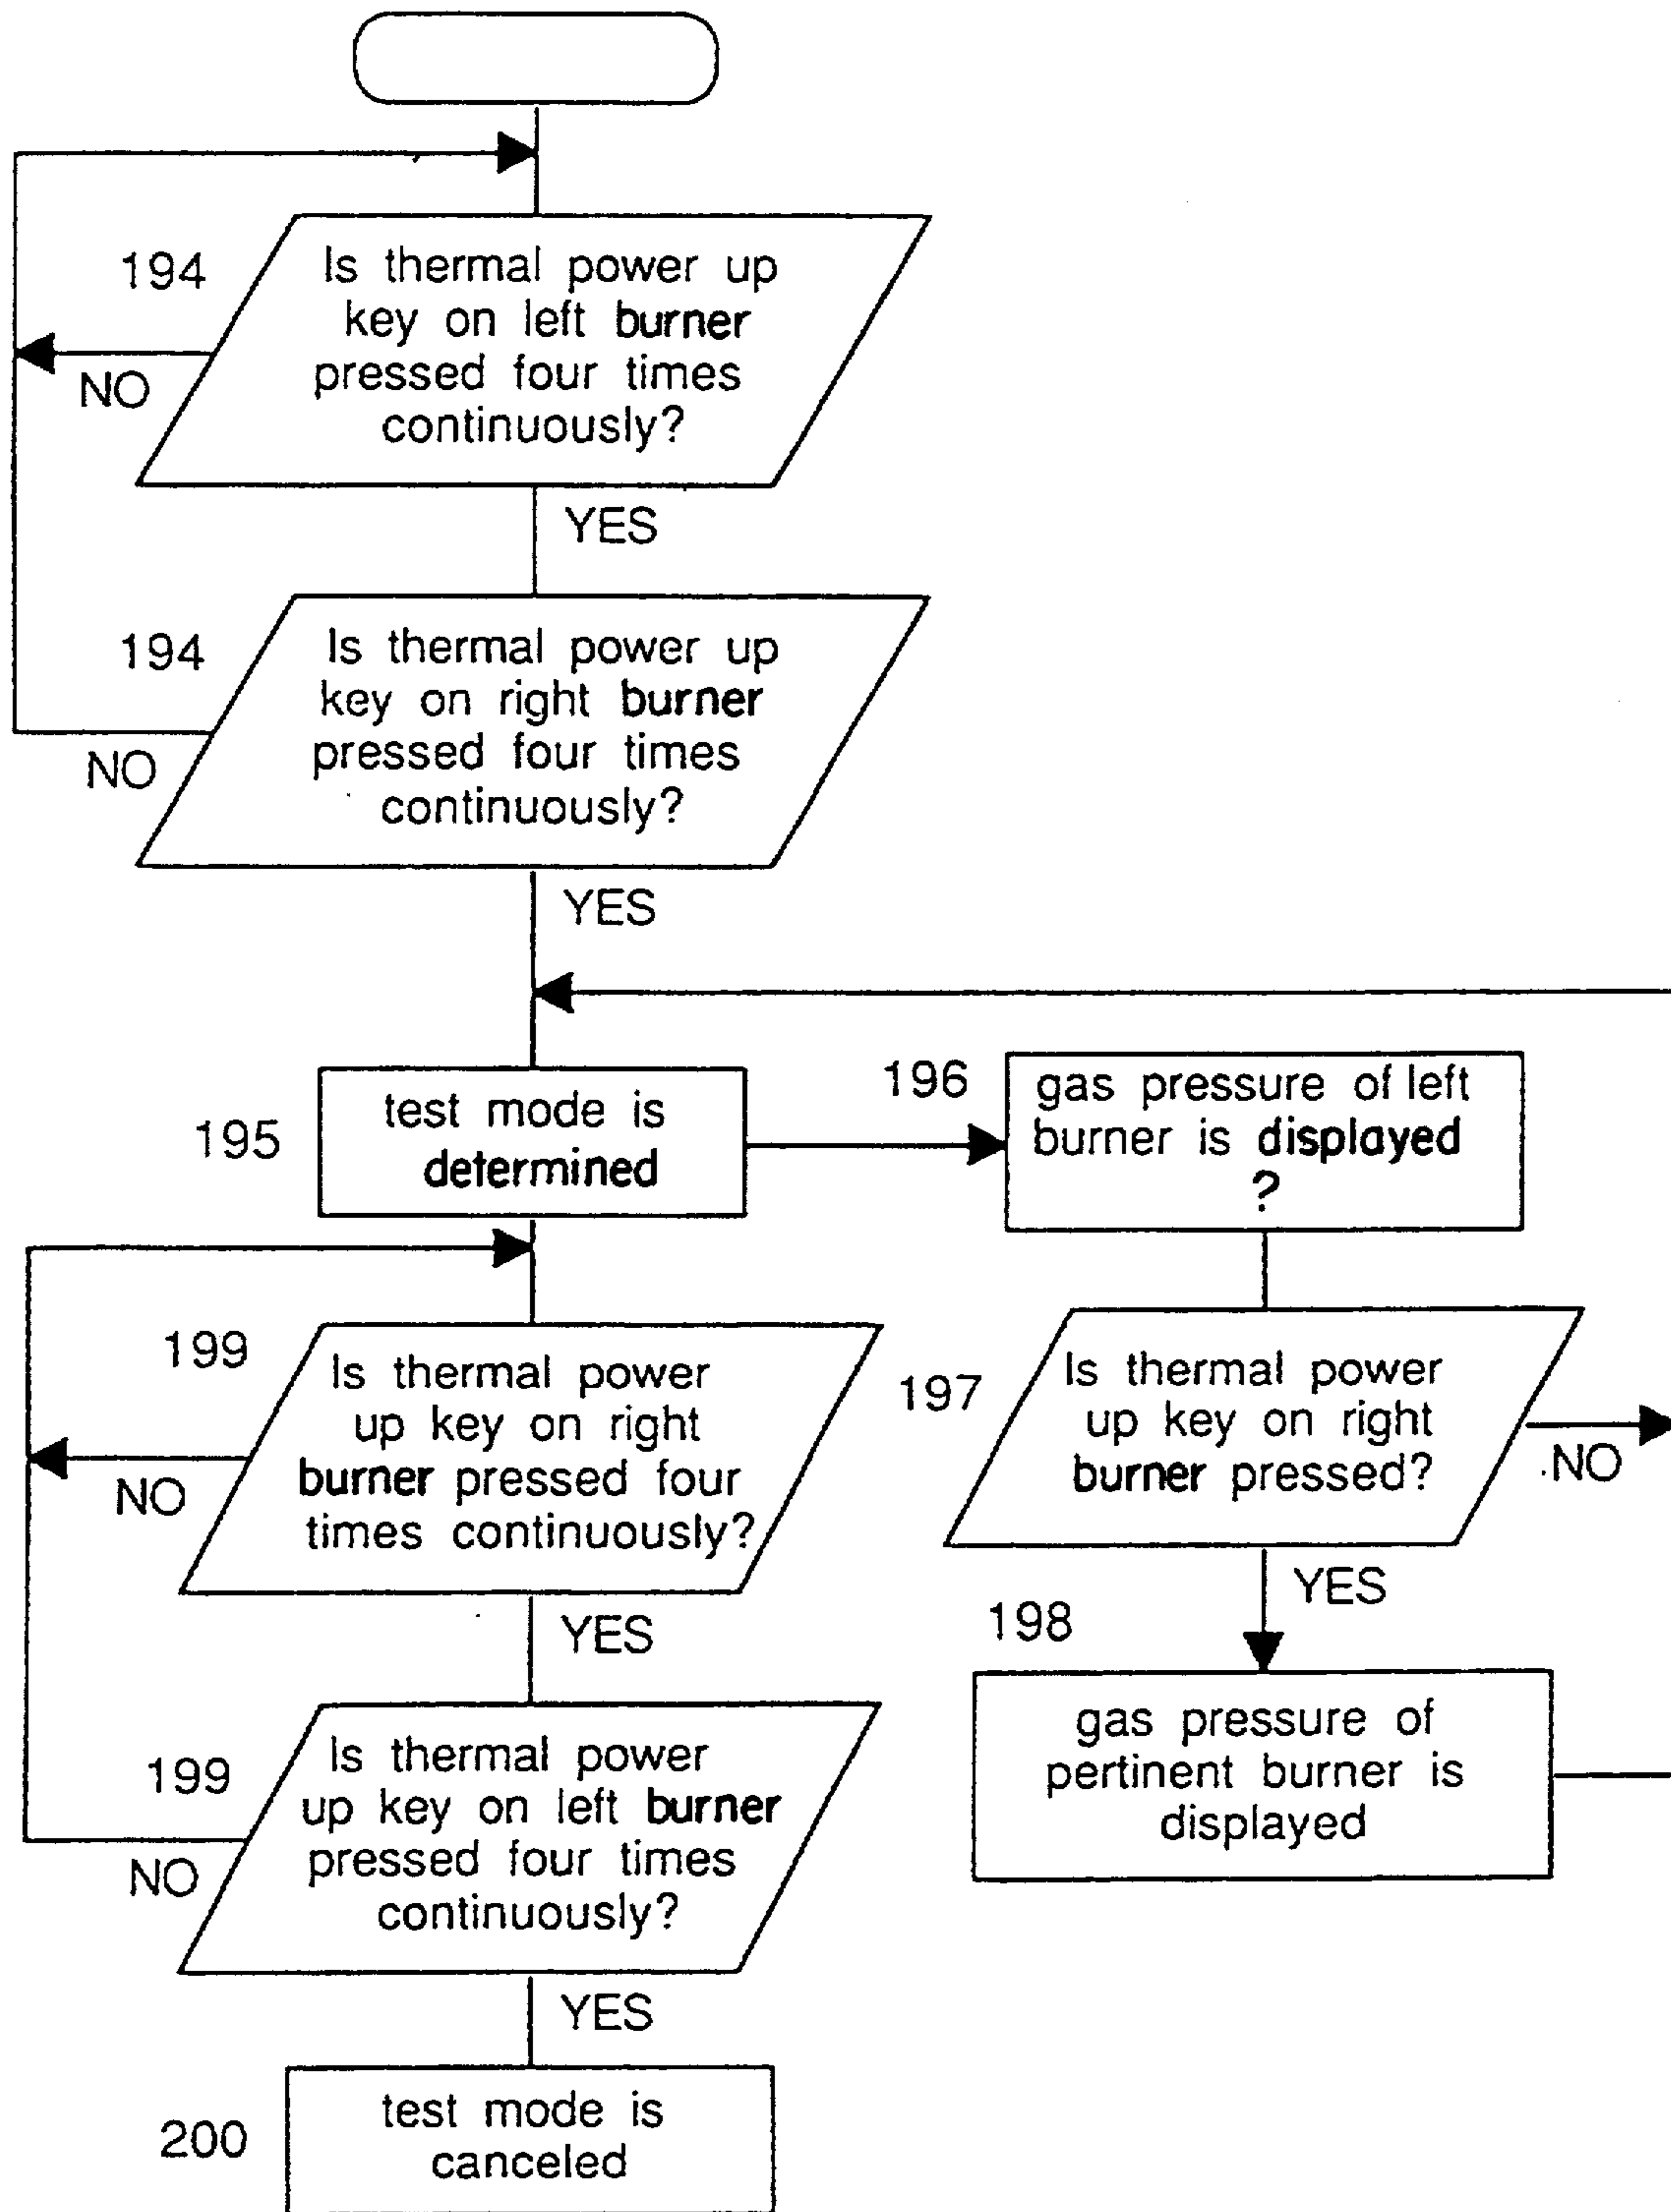 194
Is thermal power up
key on left burner
pressed four times
continuously?
NO
YES
194
Is thermal power up
key on right burner
pressed four times
continuously?
NO
YES
195
test mode is
determined
196
gas pressure of left
burner is displayed
?
199
Is thermal power
up key on right
burner pressed four
times continuously?
NO
YES
197
Is thermal power
up key on right
burner pressed?
NO
YES
198
gas pressure of
pertinent burner is
displayed
199
Is thermal power
up key on left burner
pressed four times
continuously?
NO
YES
200
test mode is
canceled